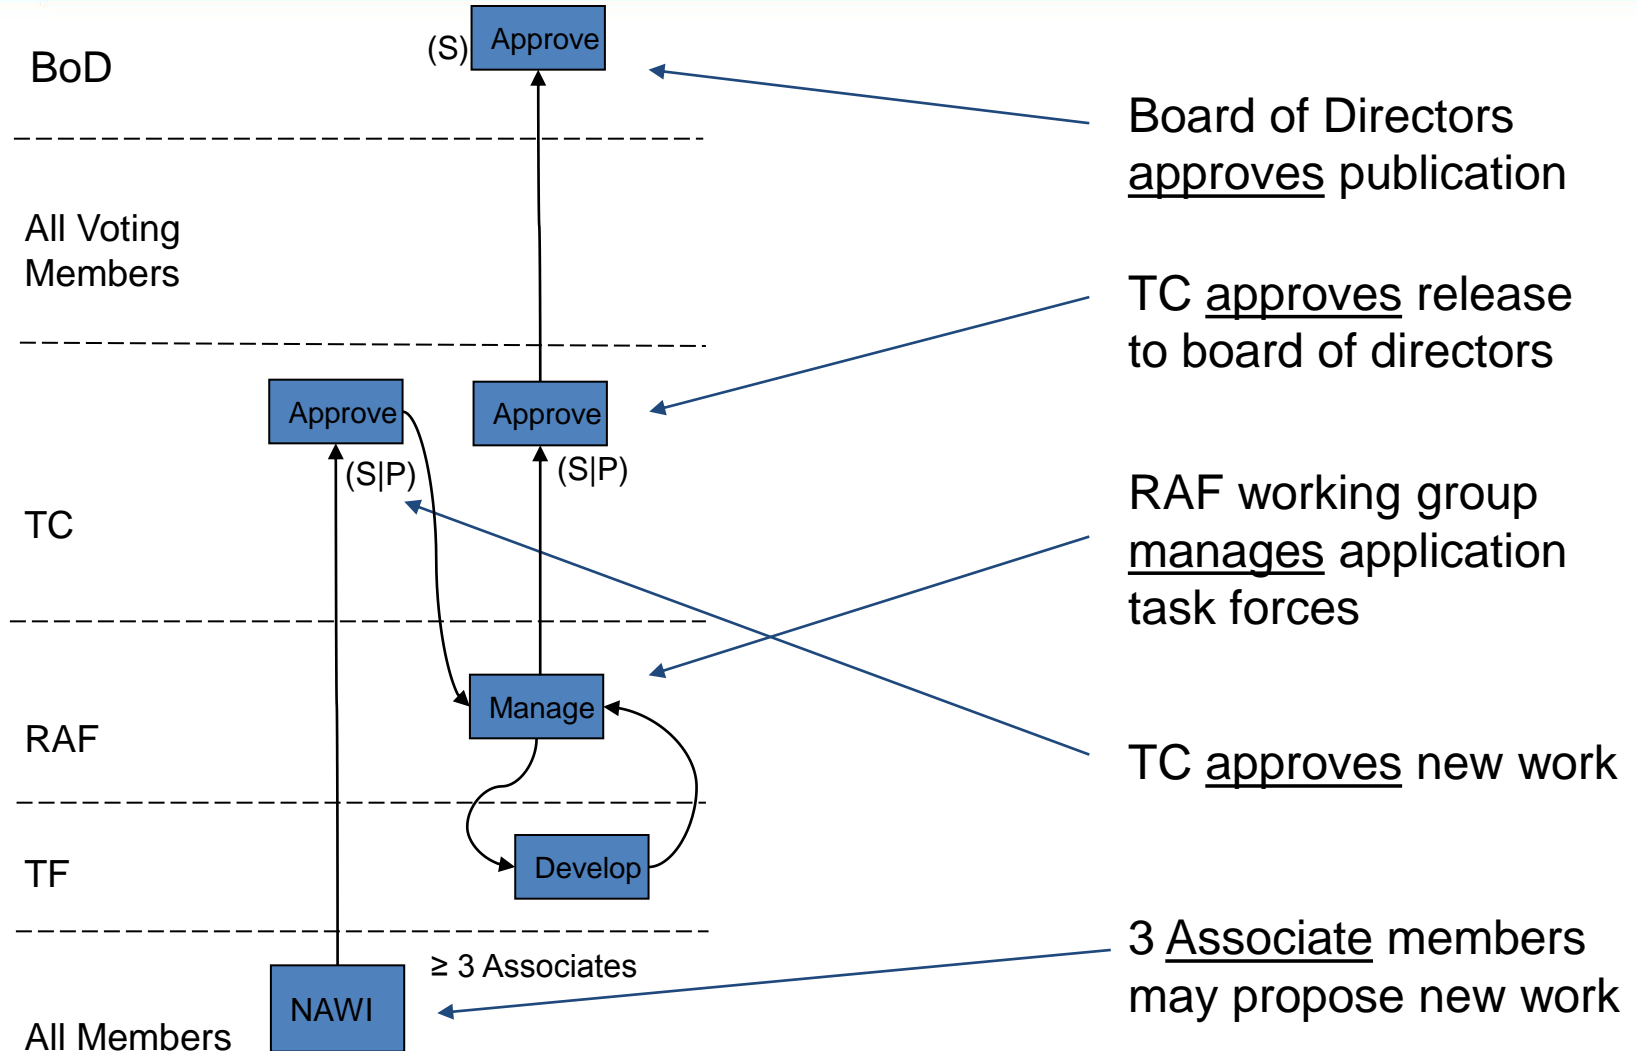 (S)
Approve
BoD
Board of Directors
approves publication
All Voting
Members
TC approves release
to board of directors
Approve
Approve
(S|P)
(S|P)
TC
RAF working group
manages application
task forces
Manage
RAF
TC approves new work
Develop
TF
≥ 3 Associates
3 Associate members
may propose new work
NAWI
All Members